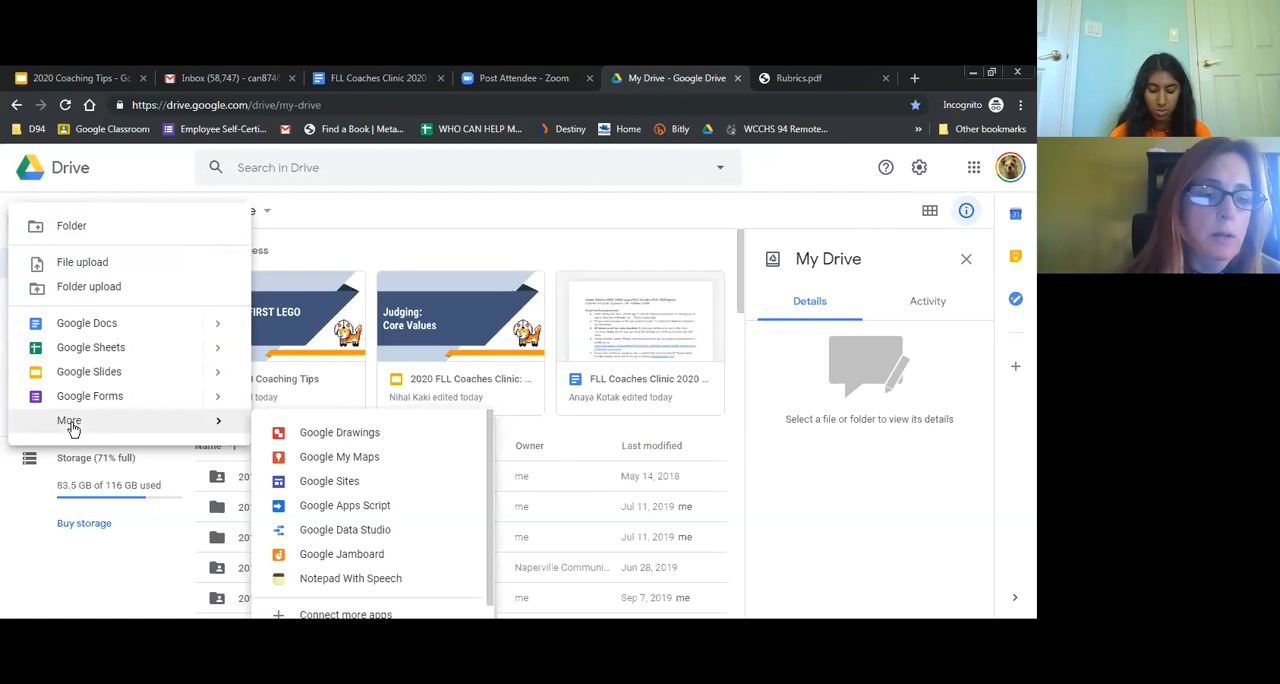 2020 Coaching Tips - Go
Inbox (58,747) - can874
FLL Coaches Clinic 2020
Post Attendee - Zoom
My Drive - Google Drive
Rubrics.pdf
https://drive.google.com/drive/my-drive
Incognito
D94
Google Classroom
Employee Self-Certi...
Find a Book | Meta...
WHO CAN HELP M...
Destiny
Home
Bitly
WCCHS 94 Remote...
»
Other bookmarks
Drive
Search in Drive
Folder
File upload
Folder upload
Google Docs
Google Sheets
Google Slides
Google Forms
More
Storage (71% full)
83.5 GB of 116 GB used
Buy storage
Google Drawings
Google My Maps
Google Sites
Google Apps Script
Google Data Studio
Google Jamboard
Notepad With Speech
Connect more apps
e
ess
FIRST LEGO
0 Coaching Tips
today
Judging:
Core Values
2020 FLL Coaches Clinic: ...
Nihal Kaki edited today
FLL Coaches Clinic 2020 ...
Anaya Kotak edited today
Name
Owner
Last modified
20
me
May 14, 2018
20
me
Jul 11, 2019 me
20
me
Jul 11, 2019 me
20
Naperville Communi...
Jun 28, 2019
20
me
Sep 7, 2019 me
My Drive
Details
Activity
Select a file or folder to view its details
31